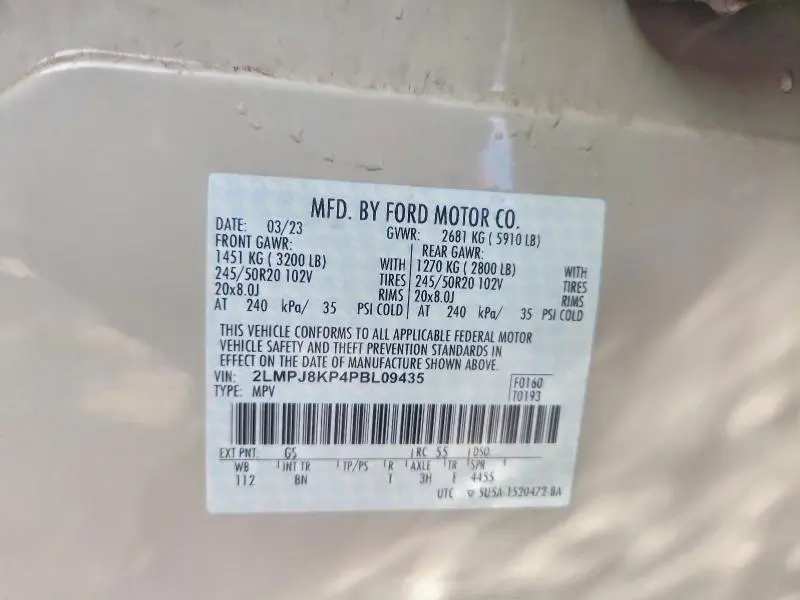 MFD. BY FORD MOTOR CO.
DATE: 03/23 GVWR: 2681 KG ( 5910 LB)
FRONT GAWR: REAR GAWR:
1451 KG ( 3200 LB) WITH 1270 KG ( 2800 LB) WITH
245/50R20 102V TIRES 245/50R20 102V TIRES
20x8.0J RIMS 20x8.0J RIMS
AT 240 kPa/ 35 PSI COLD AT 240 kPa/ 35 PSI COLD
THIS VEHICLE CONFORMS TO ALL APPLICABLE FEDERAL MOTOR
VEHICLE SAFETY AND THEFT PREVENTION STANDARDS IN
EFFECT ON THE DATE OF MANUFACTURE SHOWN ABOVE.
VIN: 2LMPJ8KP4PBL09435 F0160
TYPE: MPV T0193
EXT PNT: GS RC 55 DSO:
WB INT TR TP/PS R AXLE TR SPR
112 BN 3H 4455
UTC 5U5A-1520472-BA